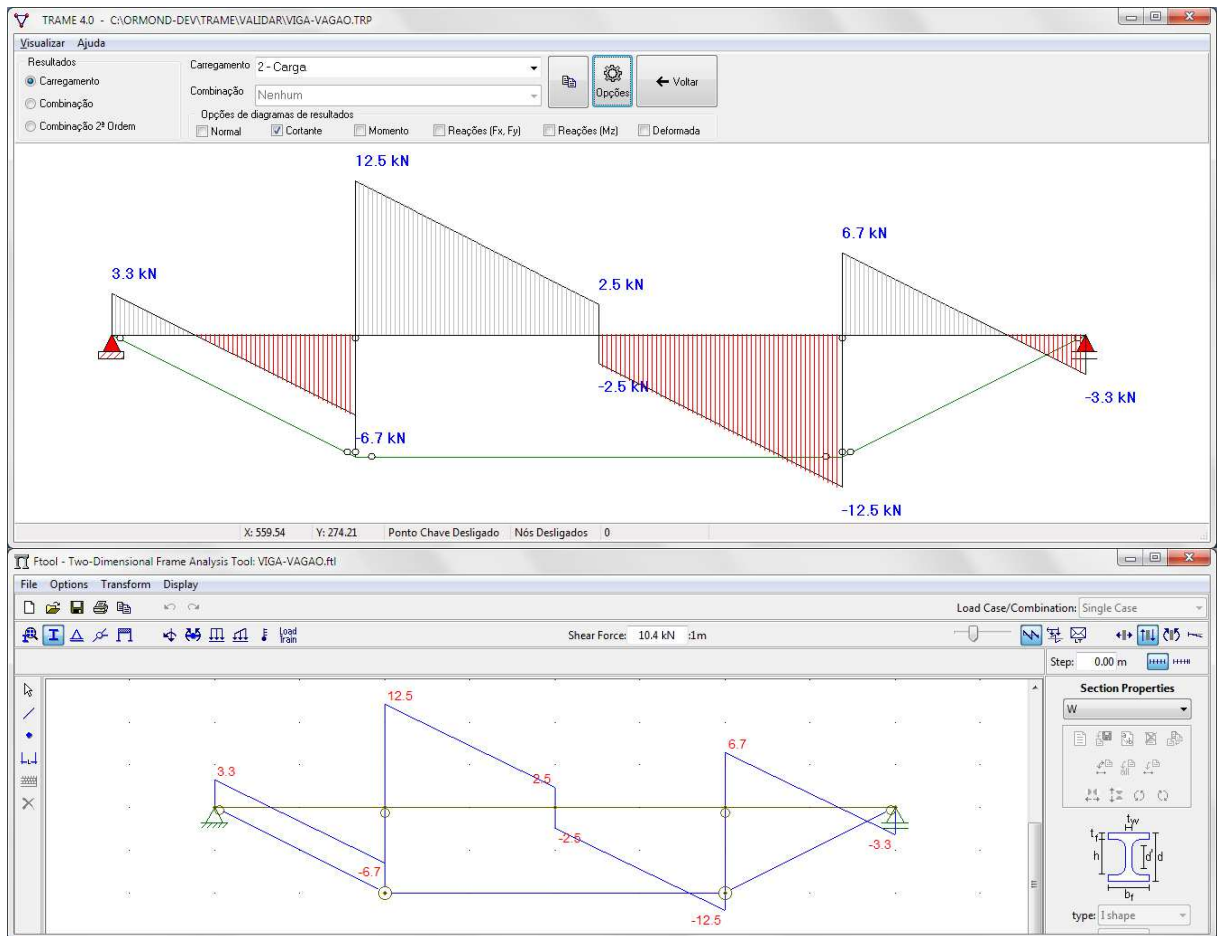 TRAME 4.0 - C:\ORMOND-DEV\TRAME\VALIDAR\VIGA-VAGAO.TRP
Visualizar Ajuda
Resultados
Carregamento
Combinação
Combinação 2ª Ordem
Carregamento 2 - Carga
Combinação Nenhum
Opções de diagramas de resultados
Normal Cortante Momento Reações (Fx, Fy) Reações (Mz) Deformada
Opções
Voltar
12.5 kN
6.7 kN
3.3 kN
2.5 kN
-2.5 kN
-3.3 kN
-6.7 kN
-12.5 kN
X: 559.54 Y: 274.21 Ponto Chave Desligado Nós Desligados 0
Ftool - Two-Dimensional Frame Analysis Tool: VIGA-VAGAO.ftl
File Options Transform Display
Load Case/Combination: Single Case
Load Train
Shear Force: 10.4 kN :1m
Step: 0.00 m
Section Properties
W
12.5
6.7
3.3
2.5
-2.5
-3.3
-6.7
-12.5
tw
tf
h
d'
d
bf
type: I shape